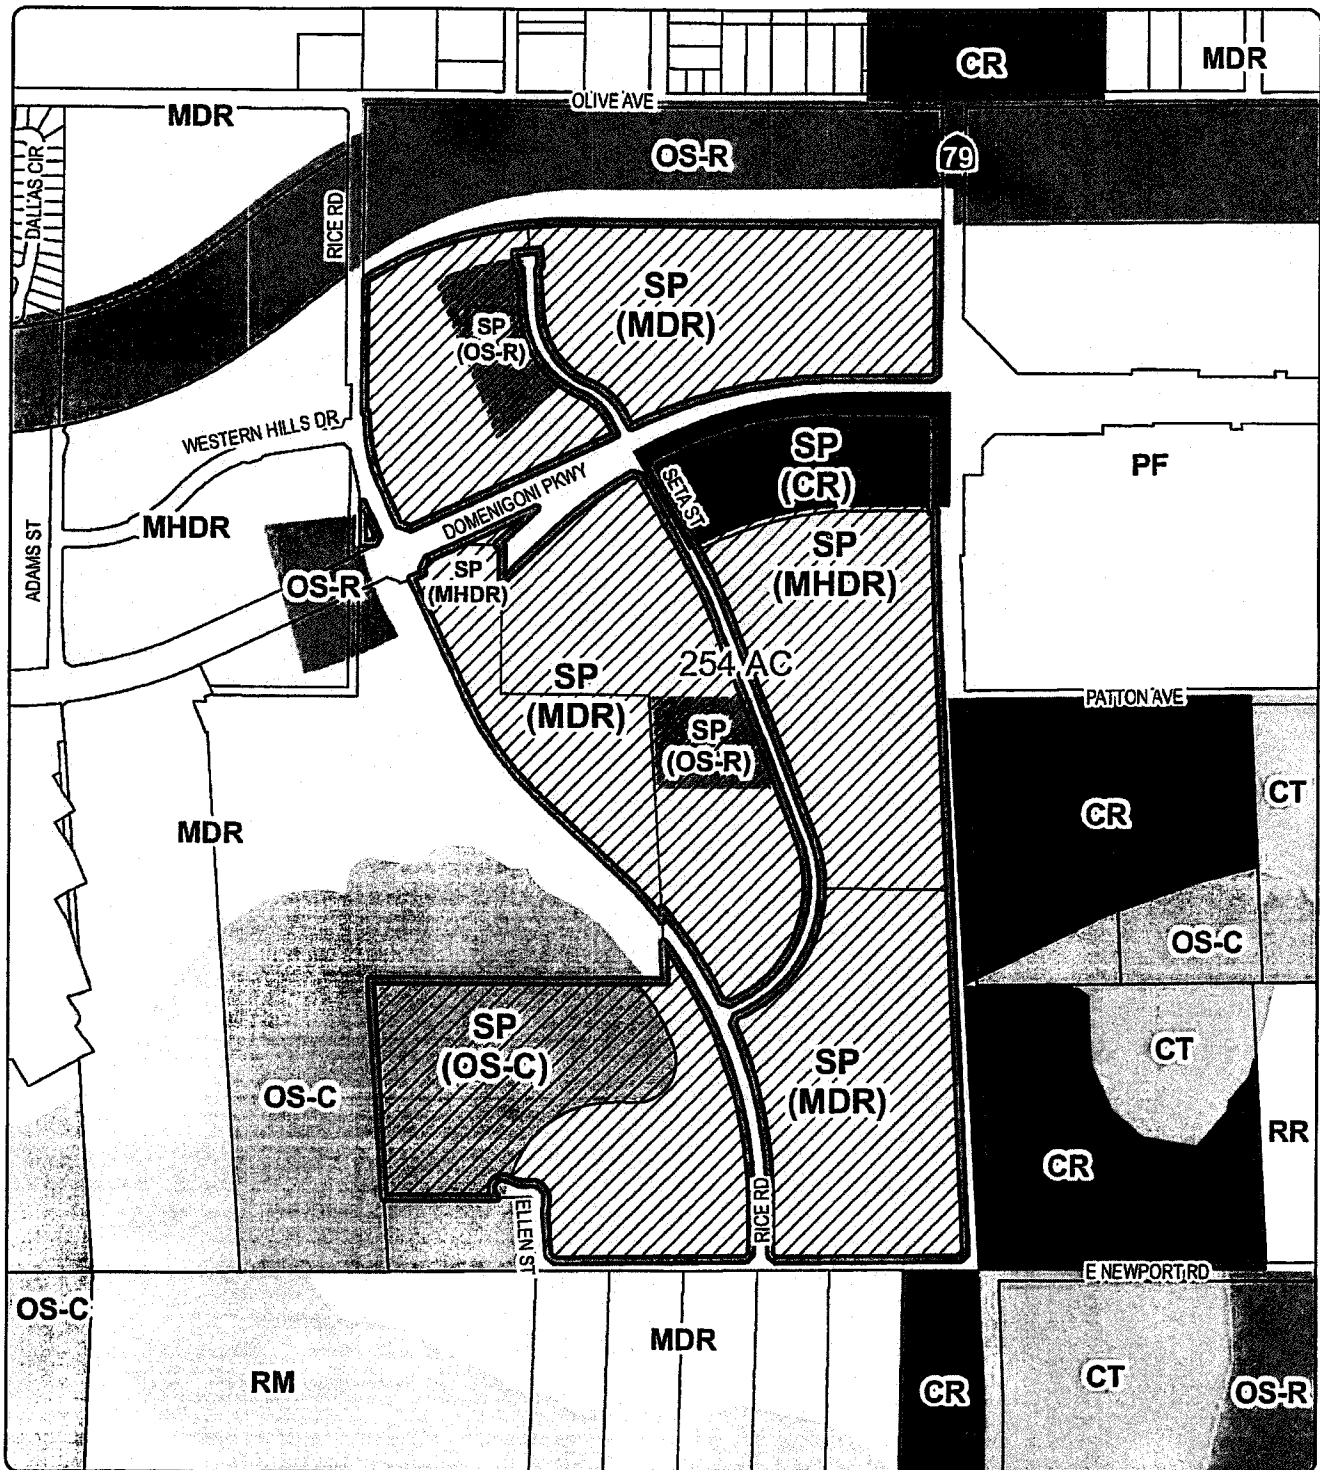 CR
MDR
MDR
OLIVE AVE
DALLAS CIR
OS-R
79
RICE RD
SP
(MDR)
SP
(OS-R)
WESTERN HILLS DR
SP
(CR)
PF
SETA ST
DOMENIGONI PKWY
MHDR
ADAMS ST
SP
(MHDR)
SP
(MHDR)
OS-R
254 AC
SP
(MDR)
PATTON AVE
SP
(OS-R)
CT
CR
MDR
OS-C
SP
(OS-C)
CT
SP
(MDR)
OS-C
RR
CR
RICE RD
ELLEN ST
E NEWPORT RD
OS-C
MDR
RM
CR
CT
OS-R